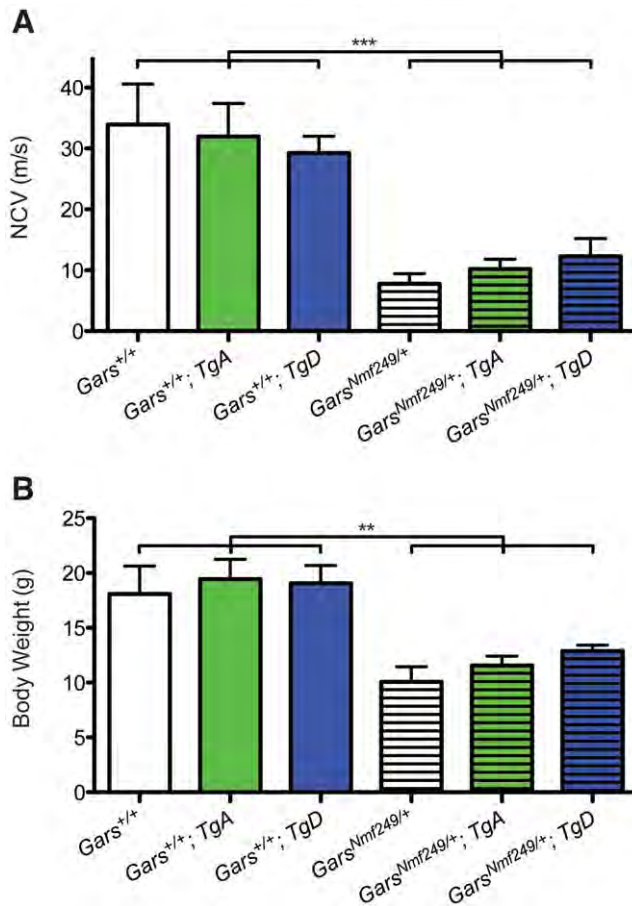 A
***
NCV (m/s)
40
30
20
10
0
Gars+/+
Gars+/+; TgA
Gars+/+; TgD
GarsNmf249/+
GarsNmf249/+; TgA
GarsNmf249/+; TgD
B
**
Body Weight (g)
25
20
15
10
5
0
Gars+/+
Gars+/+; TgA
Gars+/+; TgD
GarsNmf249/+
GarsNmf249/+; TgA
GarsNmf249/+; TgD